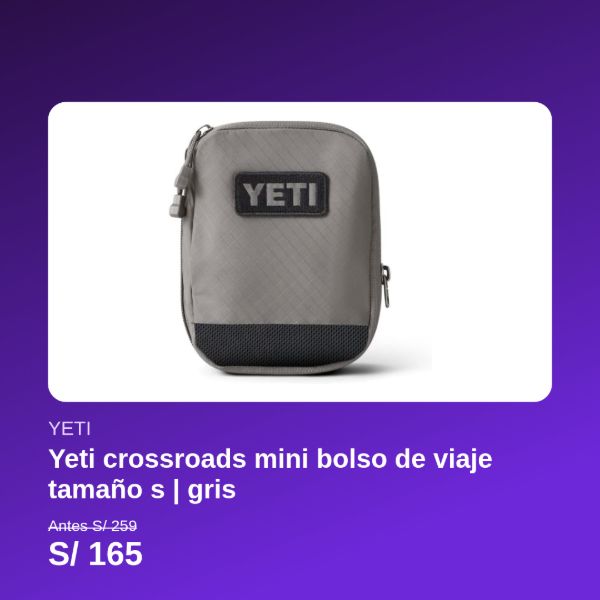 YETI
YETI
Yeti crossroads mini bolso de viaje
tamaño s | gris
Antes S/ 259
S/ 165